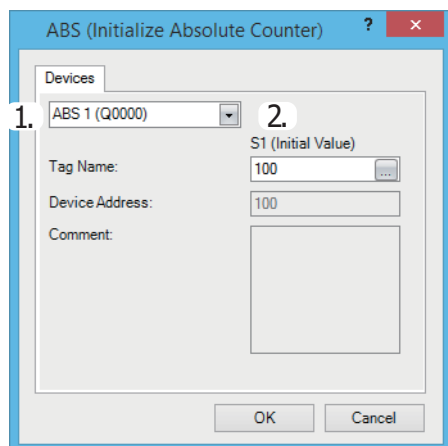 ABS (Initialize Absolute Counter) ?
Devices
1. ABS 1 (Q0000) 2.
S1 (Initial Value)
Tag Name: 100 ...
Device Address: 100
Comment:
OK Cancel